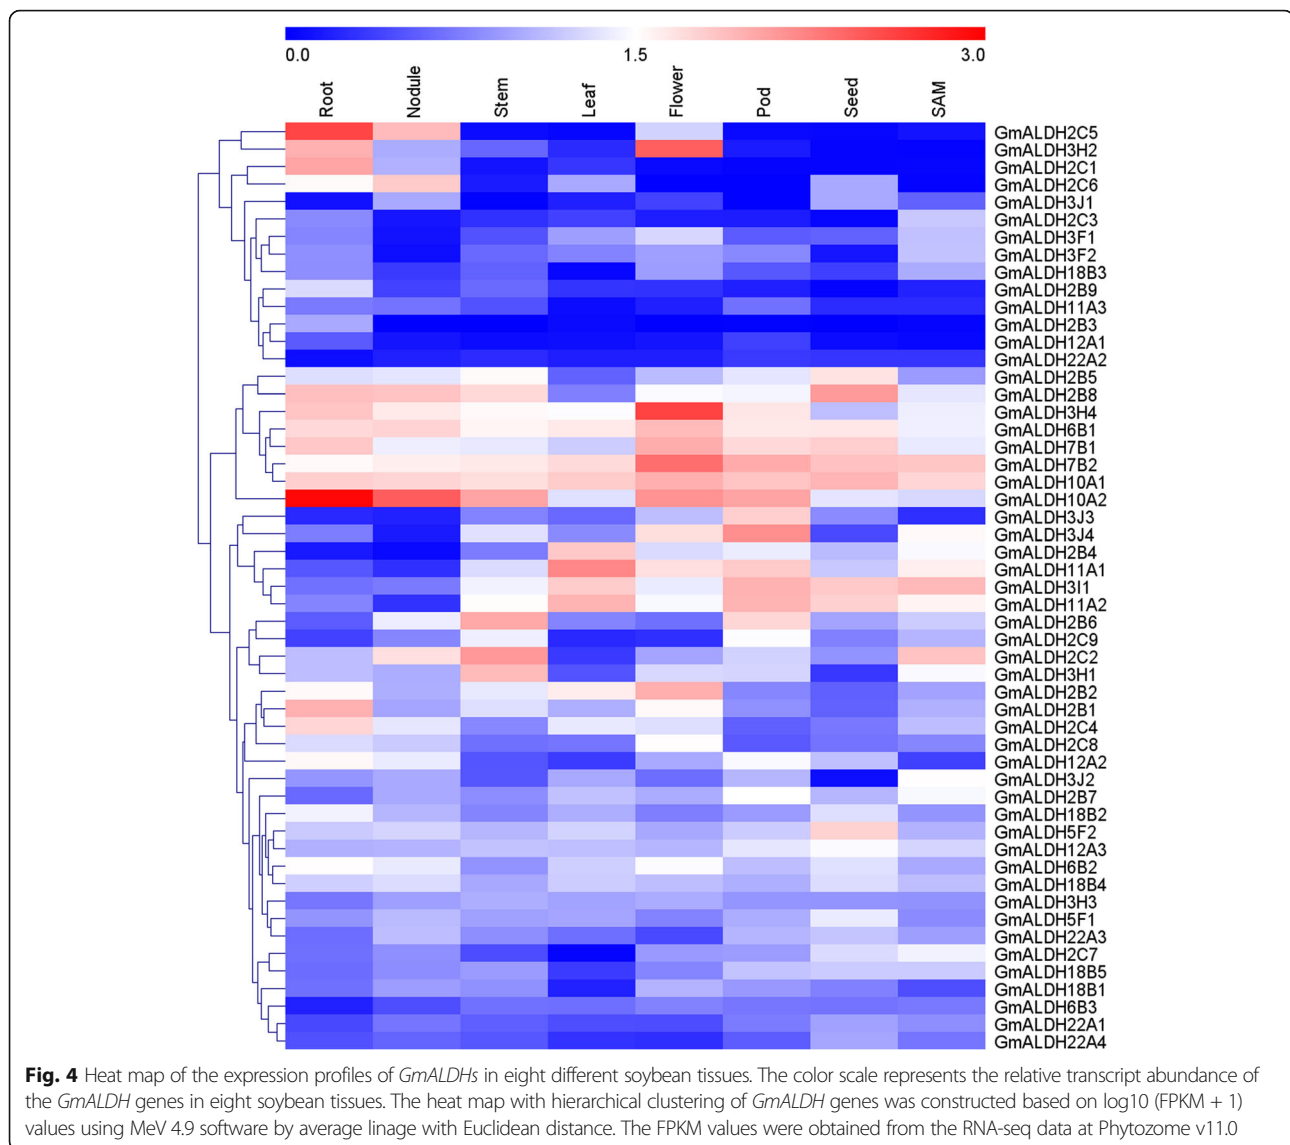 0.0 1.5 3.0
Root Nodule Stem Leaf Flower Pod Seed SAM
GmALDH2C5
GmALDH3H2
GmALDH2C1
GmALDH2C6
GmALDH3J1
GmALDH2C3
GmALDH3F1
GmALDH3F2
GmALDH18B3
GmALDH2B9
GmALDH11A3
GmALDH2B3
GmALDH12A1
GmALDH22A2
GmALDH2B5
GmALDH2B8
GmALDH3H4
GmALDH6B1
GmALDH7B1
GmALDH7B2
GmALDH10A1
GmALDH10A2
GmALDH3J3
GmALDH3J4
GmALDH2B4
GmALDH11A1
GmALDH3I1
GmALDH11A2
GmALDH2B6
GmALDH2C9
GmALDH2C2
GmALDH3H1
GmALDH2B2
GmALDH2B1
GmALDH2C4
GmALDH2C8
GmALDH12A2
GmALDH3J2
GmALDH2B7
GmALDH18B2
GmALDH5F2
GmALDH12A3
GmALDH6B2
GmALDH18B4
GmALDH3H3
GmALDH5F1
GmALDH22A3
GmALDH2C7
GmALDH18B5
GmALDH18B1
GmALDH6B3
GmALDH22A1
GmALDH22A4
Fig. 4 Heat map of the expression profiles of GmALDHs in eight different soybean tissues. The color scale represents the relative transcript abundance of
the GmALDH genes in eight soybean tissues. The heat map with hierarchical clustering of GmALDH genes was constructed based on log10 (FPKM + 1)
values using MeV 4.9 software by average linage with Euclidean distance. The FPKM values were obtained from the RNA-seq data at Phytozome v11.0